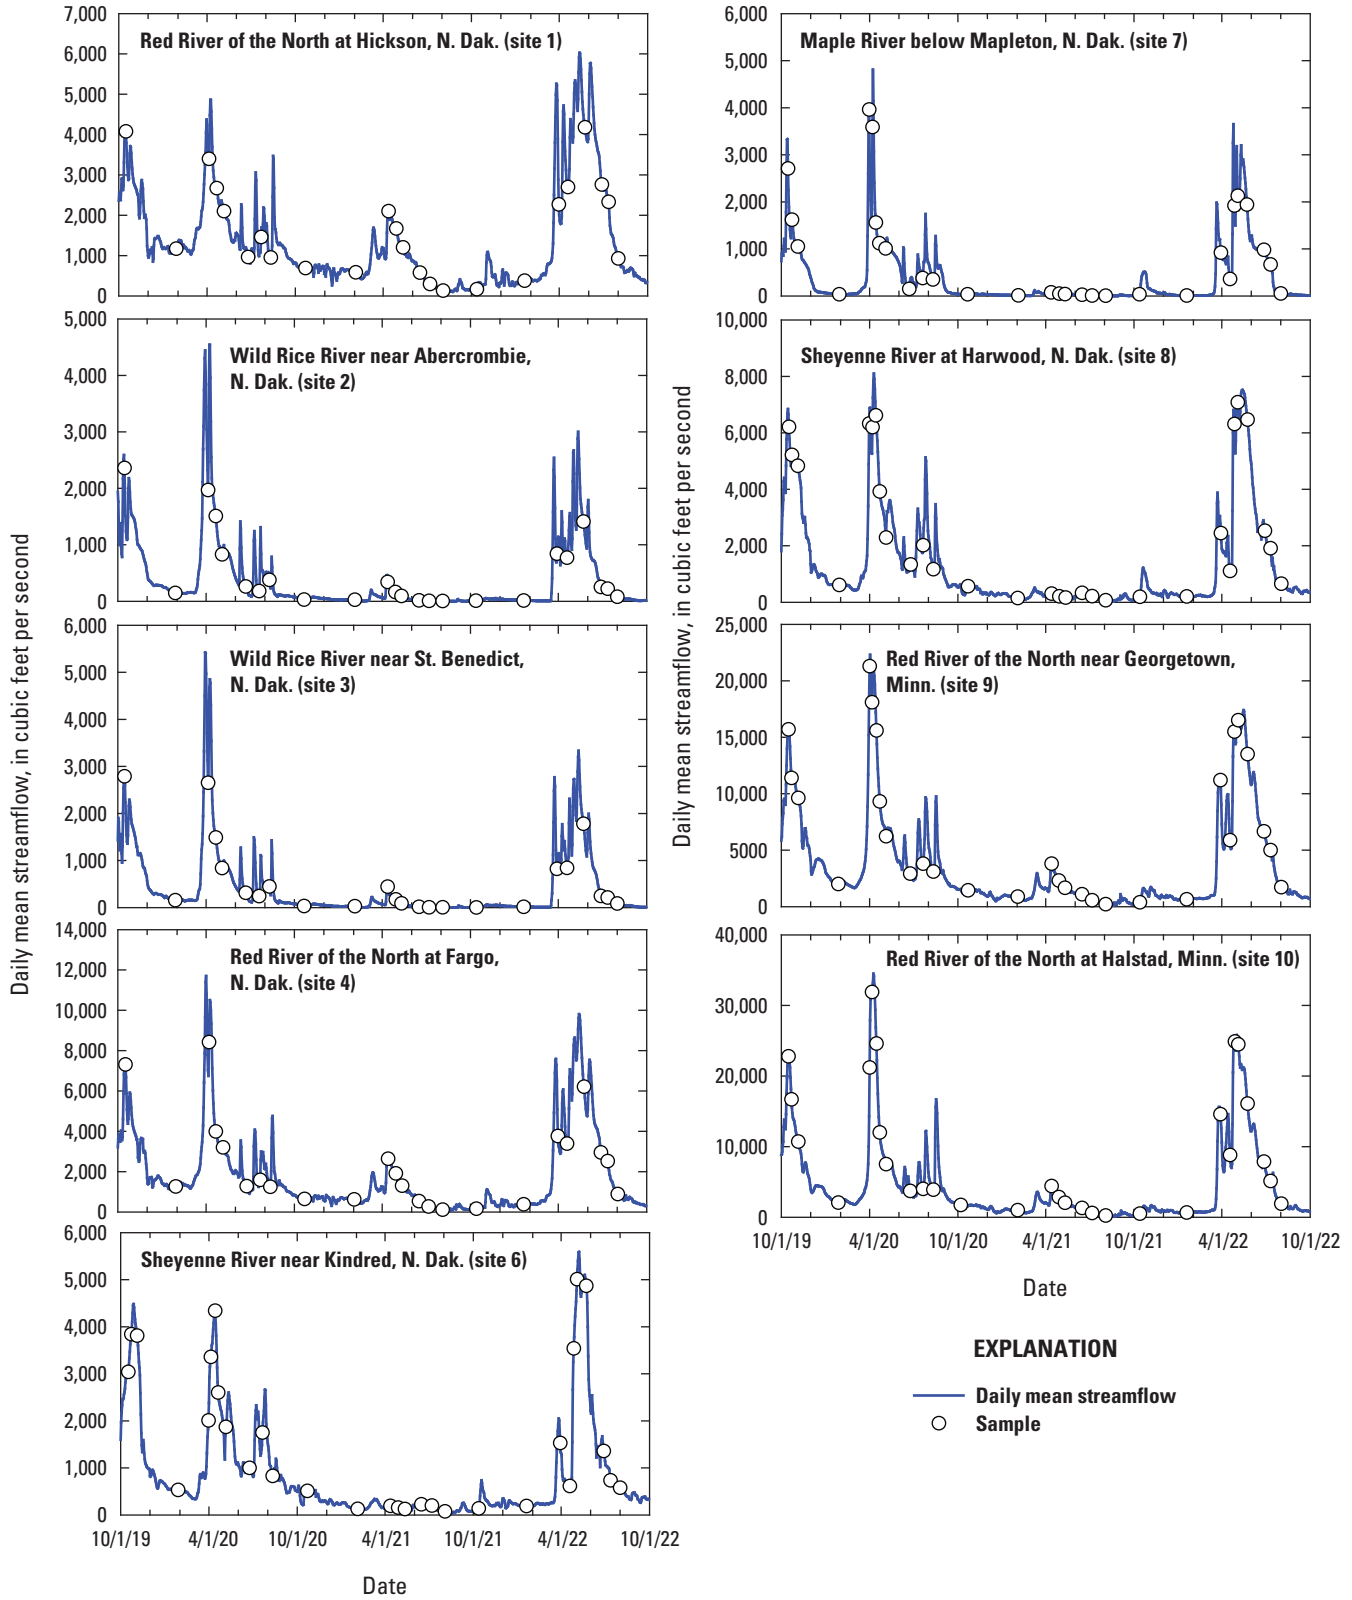 Daily mean streamflow, in cubic feet per second
7,000
6,000
5,000
4,000
3,000
2,000
1,000
0
Red River of the North at Hickson, N. Dak. (site 1)
5,000
4,000
3,000
2,000
1,000
0
Wild Rice River near Abercrombie,
N. Dak. (site 2)
6,000
5,000
4,000
3,000
2,000
1,000
0
Wild Rice River near St. Benedict,
N. Dak. (site 3)
14,000
12,000
10,000
8,000
6,000
4,000
2,000
0
Red River of the North at Fargo,
N. Dak. (site 4)
6,000
5,000
4,000
3,000
2,000
1,000
0
Sheyenne River near Kindred, N. Dak. (site 6)
10/1/19 4/1/20 10/1/20 4/1/21 10/1/21 4/1/22 10/1/22
Date
Daily mean streamflow, in cubic feet per second
6,000
5,000
4,000
3,000
2,000
1,000
0
Maple River below Mapleton, N. Dak. (site 7)
10,000
8,000
6,000
4,000
2,000
0
Sheyenne River at Harwood, N. Dak. (site 8)
25,000
20,000
15,000
10,000
5000
0
Red River of the North near Georgetown,
Minn. (site 9)
40,000
30,000
20,000
10,000
0
Red River of the North at Halstad, Minn. (site 10)
10/1/19 4/1/20 10/1/20 4/1/21 10/1/21 4/1/22 10/1/22
Date
EXPLANATION
Daily mean streamflow
Sample